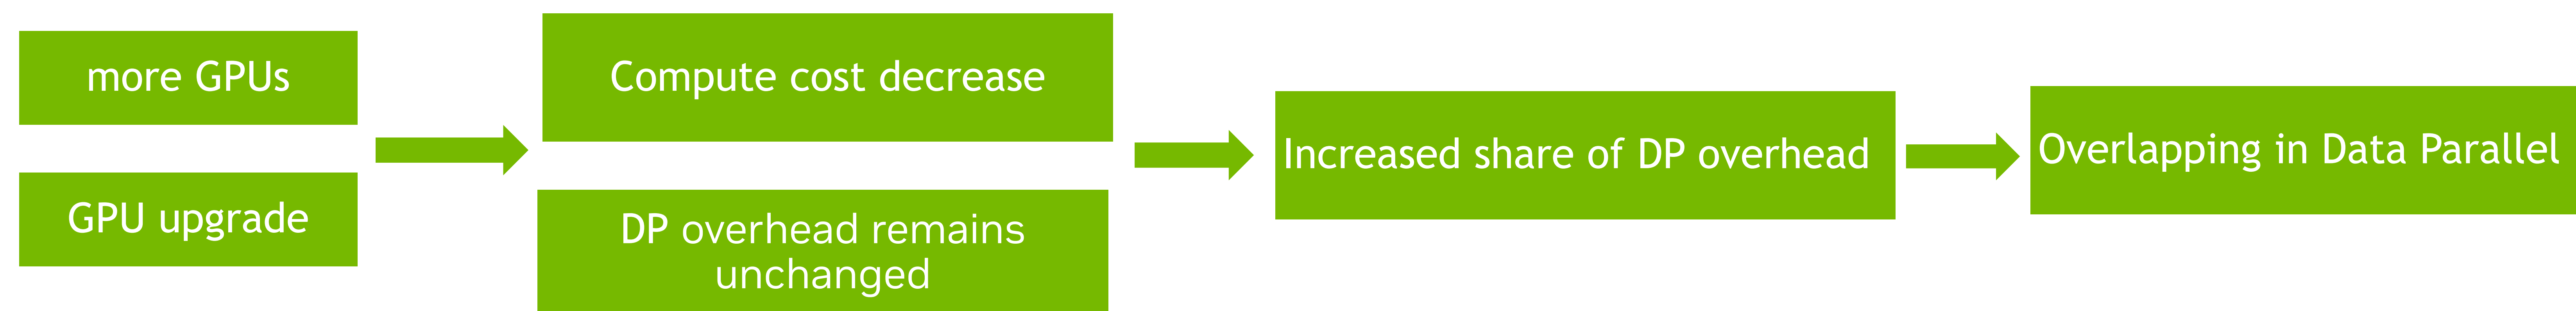 more GPUs
GPU upgrade
Compute cost decrease
DP overhead remains
unchanged
Increased share of DP overhead
Overlapping in Data Parallel